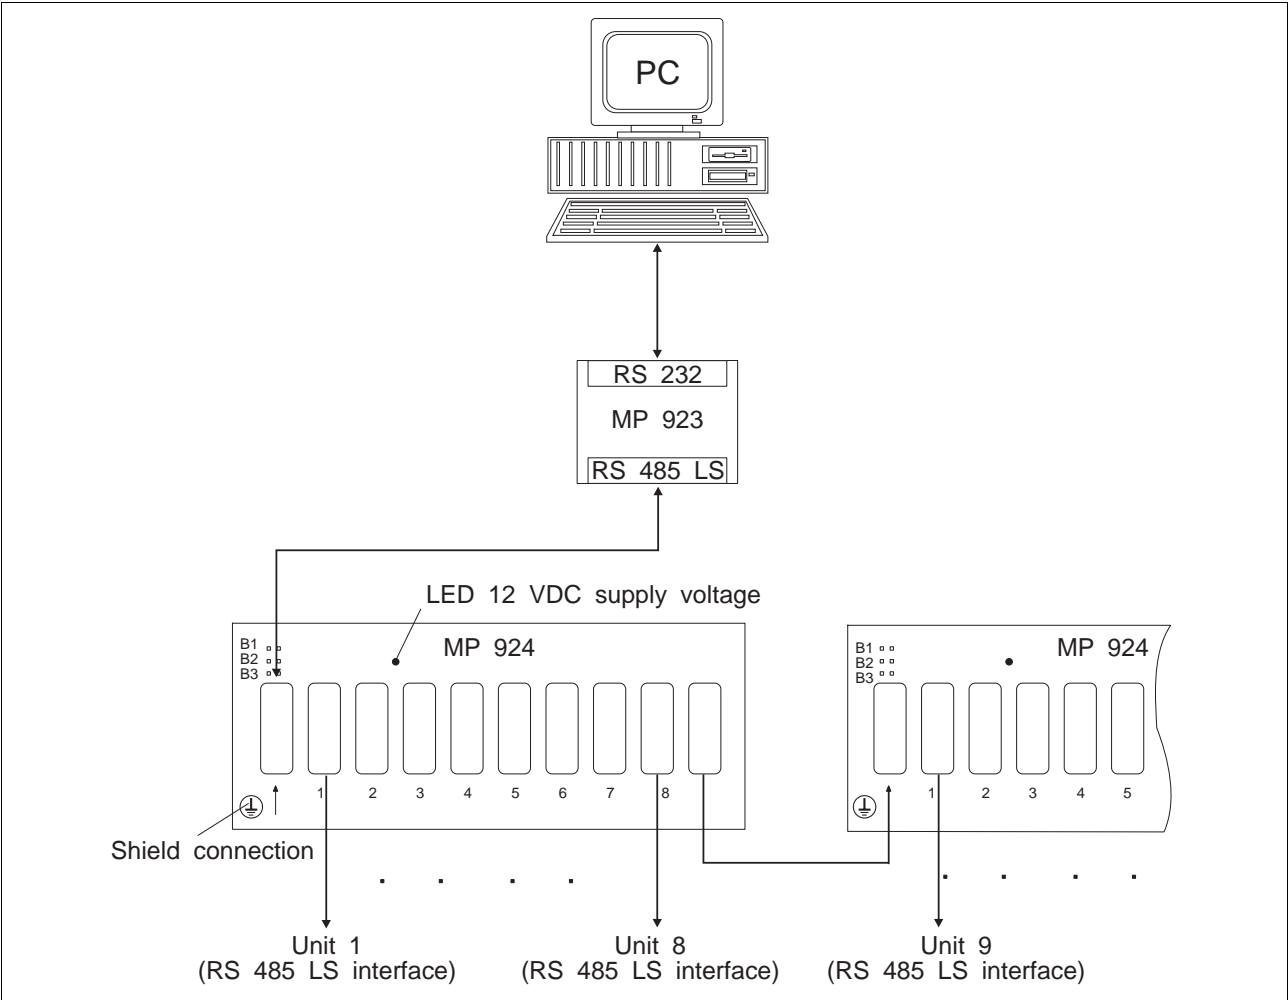 PC
RS 232
MP 923
RS 485 LS
LED 12 VDC supply voltage
B1
B2
B3
MP 924
1 2 3 4 5 6 7 8
Shield connection
B1
B2
B3
MP 924
1 2 3 4 5
Unit 1
(RS 485 LS interface)
Unit 8
(RS 485 LS interface)
Unit 9
(RS 485 LS interface)